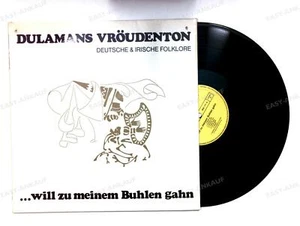 DULAMANS VRÖUDENTON
DEUTSCHE & IRISCHE FOLKLORE
...will zu meinem Buhlen gahn